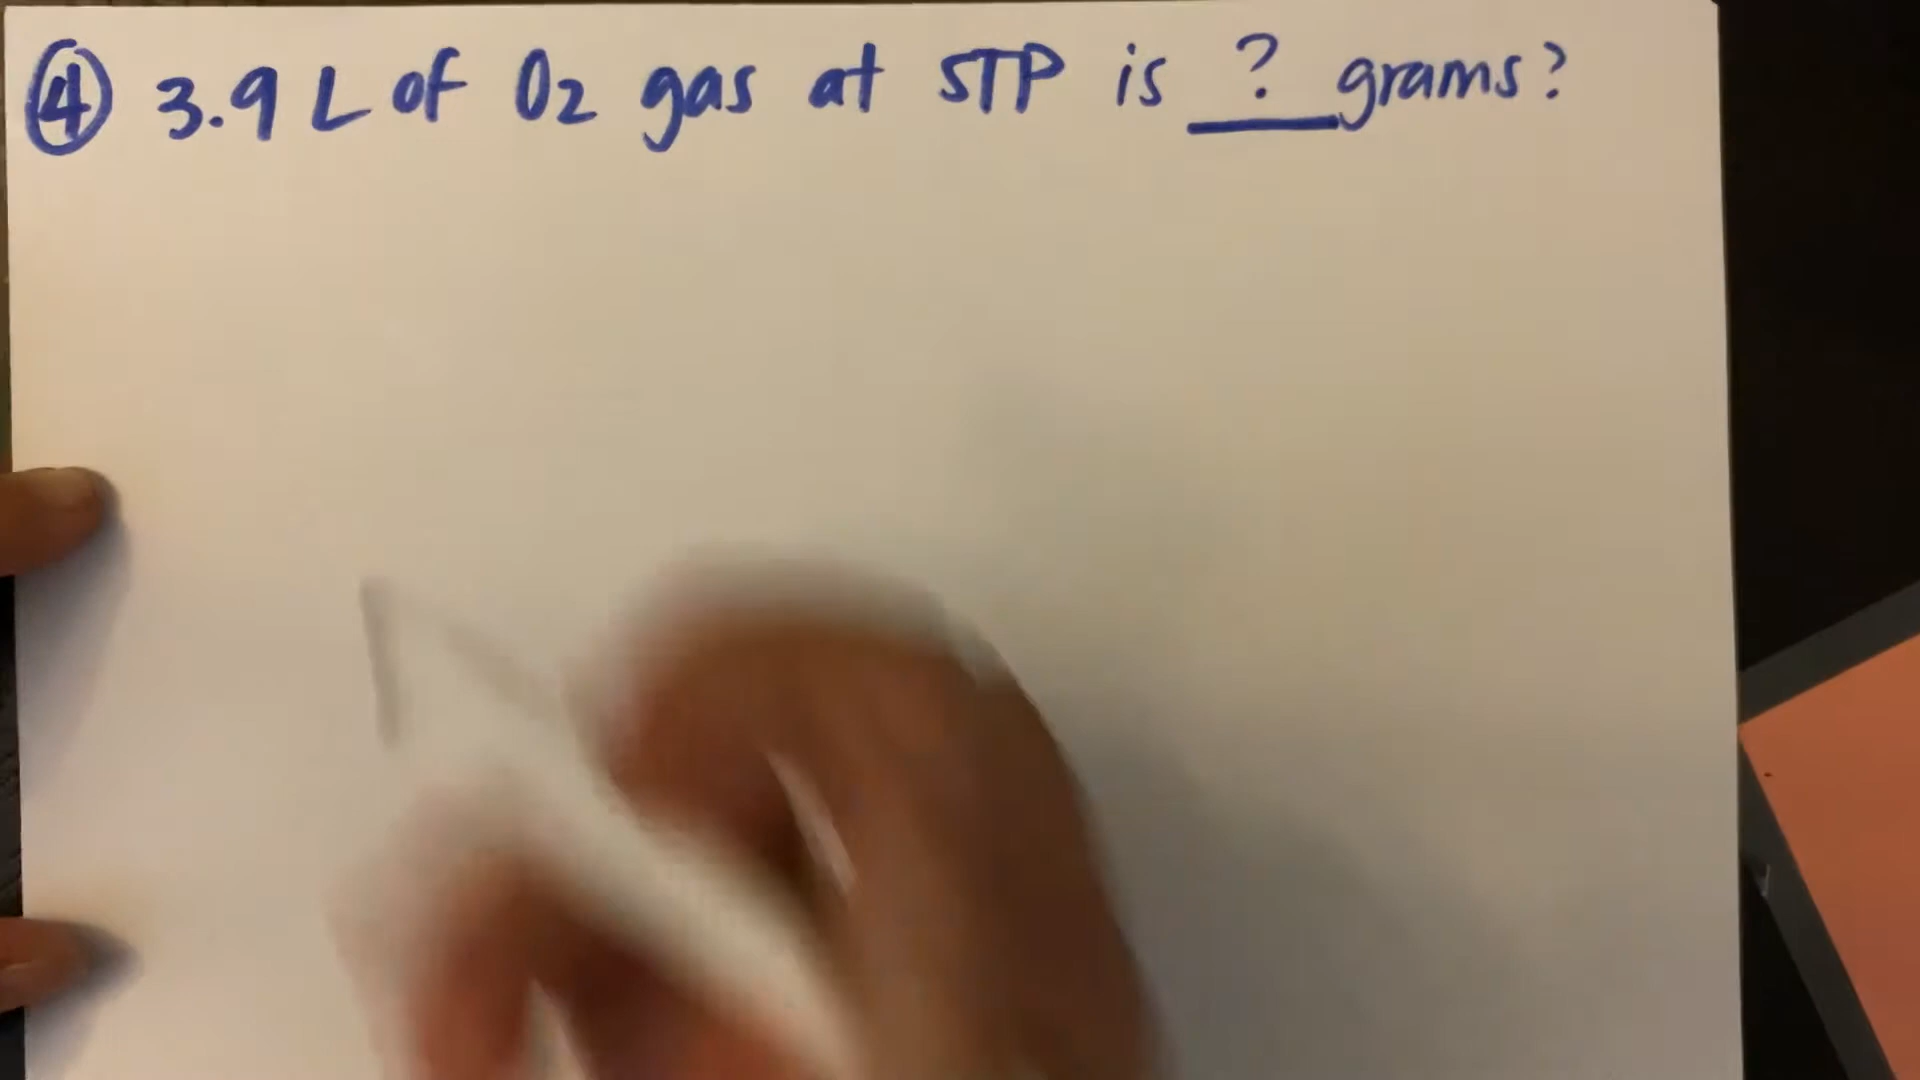 ④ 3.9 L of O2 gas at STP is ? grams?